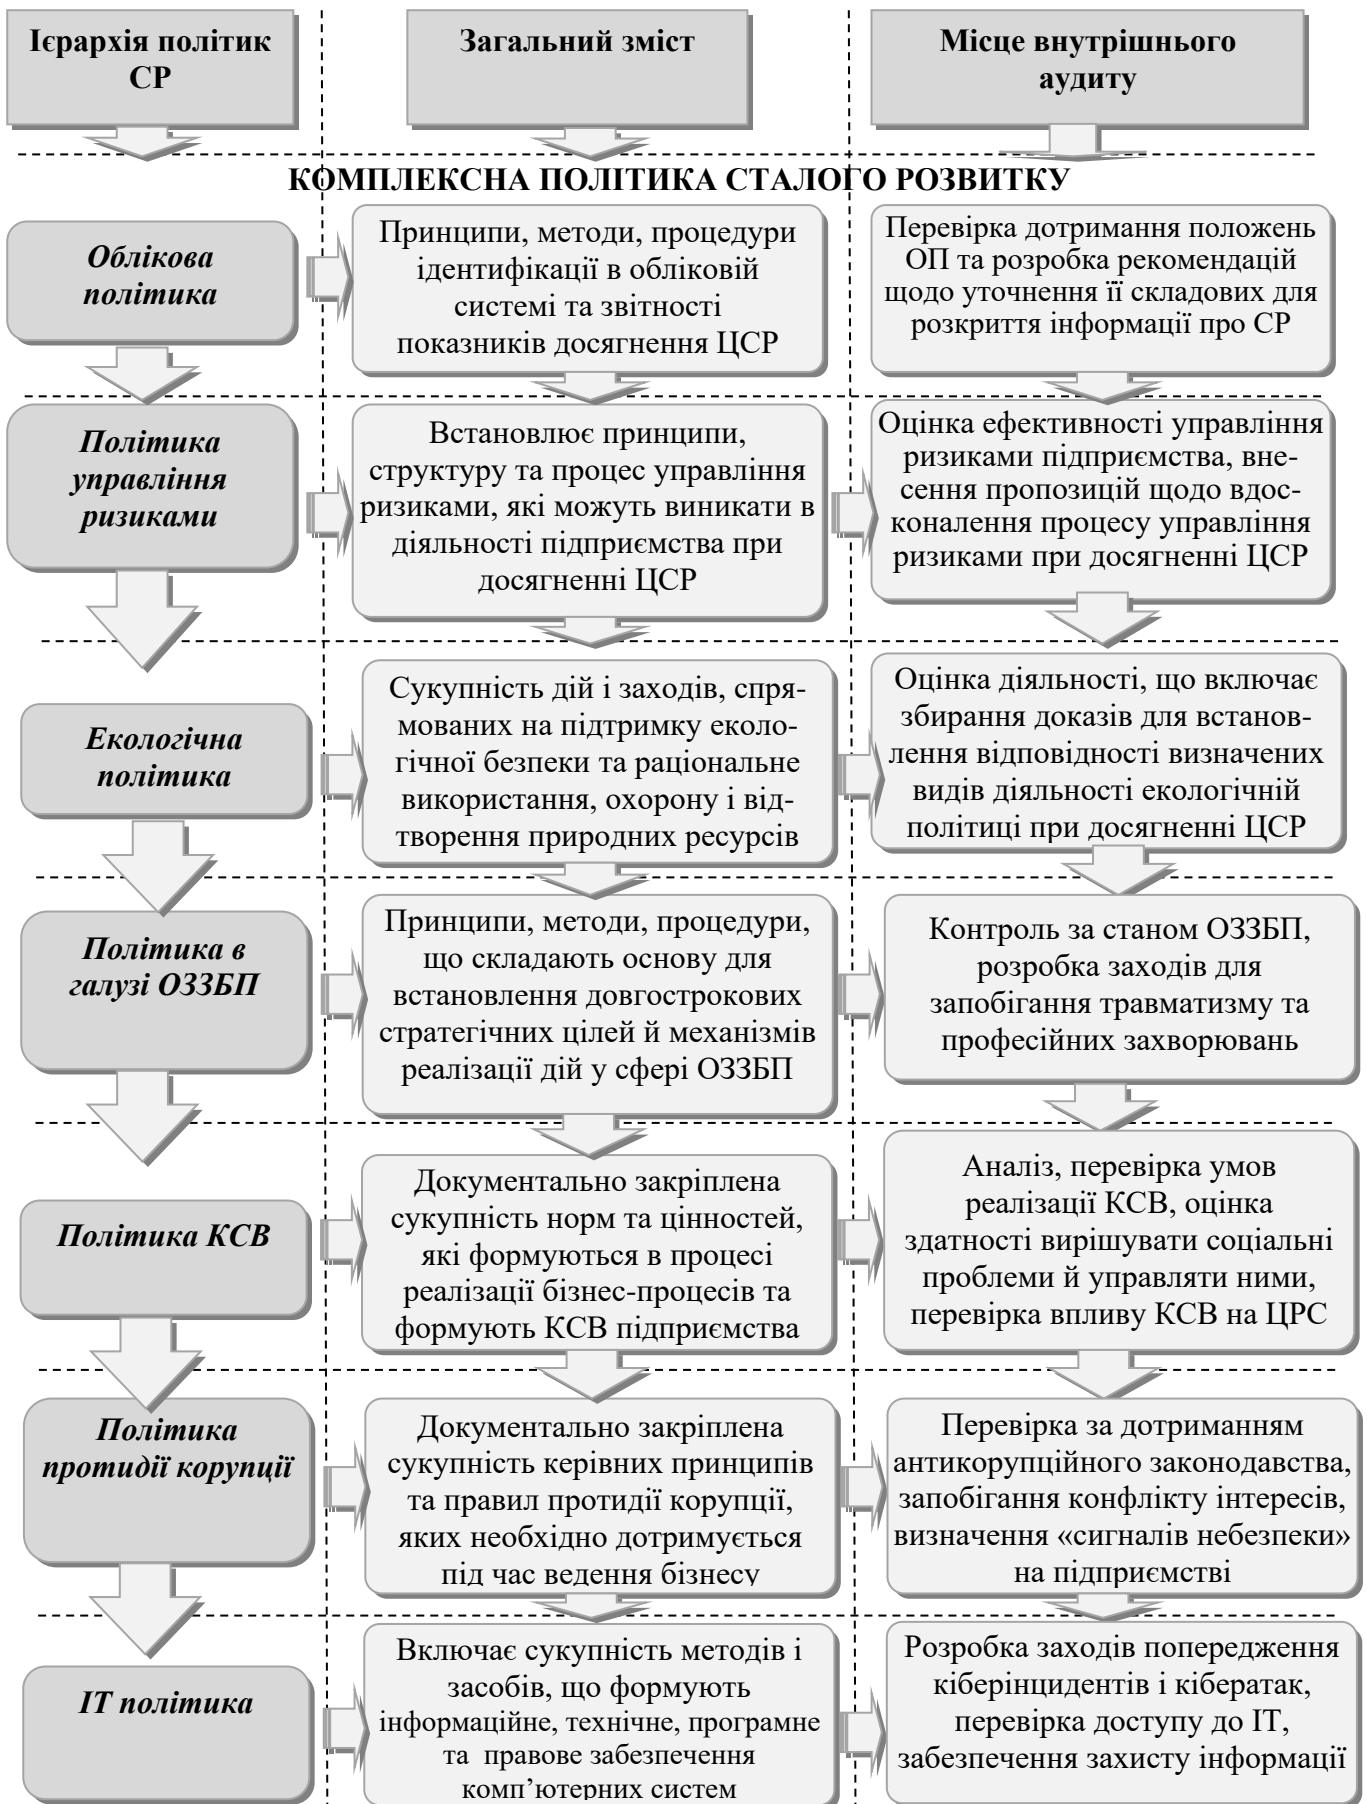 Ієрархія політик
СР
Загальний зміст
Місце внутрішнього
аудиту
КОМПЛЕКСНА ПОЛІТИКА СТАЛОГО РОЗВИТКУ
Облікова
політика
Принципи, методи, процедури
ідентифікації в обліковій
системі та звітності
показників досягнення ЦСР
Перевірка дотримання положень
ОП та розробка рекомендацій
щодо уточнення її складових для
розкриття інформації про СР
Політика
управління
ризиками
Встановлює принципи,
структуру та процес управління
ризиками, які можуть виникати в
діяльності підприємства при
досягненні ЦСР
Оцінка ефективності управління
ризиками підприємства, вне-
сення пропозицій щодо вдос-
коналення процесу управління
ризиками при досягненні ЦСР
Екологічна
політика
Сукупність дій і заходів, спря-
мованих на підтримку еколо-
гічної безпеки та раціональне
використання, охорону і від-
творення природних ресурсів
Оцінка діяльності, що включає
збирання доказів для встанов-
лення відповідності визначених
видів діяльності екологічній
політиці при досягненні ЦСР
Політика в
галузі ОЗЗБП
Принципи, методи, процедури,
що складають основу для
встановлення довгострокових
стратегічних цілей й механізмів
реалізації дій у сфері ОЗЗБП
Контроль за станом ОЗЗБП,
розробка заходів для
запобігання травматизму та
професійних захворювань
Політика КСВ
Документально закріплена
сукупність норм та цінностей,
які формуються в процесі
реалізації бізнес-процесів та
формують КСВ підприємства
Аналіз, перевірка умов
реалізації КСВ, оцінка
здатності вирішувати соціальні
проблеми й управляти ними,
перевірка впливу КСВ на ЦРС
Політика
протидії корупції
Документально закріплена
сукупність керівних принципів
та правил протидії корупції,
яких необхідно дотримується
під час ведення бізнесу
Перевірка за дотриманням
антикорупційного законодавства,
запобігання конфлікту інтересів,
визначення «сигналів небезпеки»
на підприємстві
ІТ політика
Включає сукупність методів і
засобів, що формують
інформаційне, технічне, програмне
та правове забезпечення
комп’ютерних систем
Розробка заходів попередження
кіберінцидентів і кібератак,
перевірка доступу до ІТ,
забезпечення захисту інформації